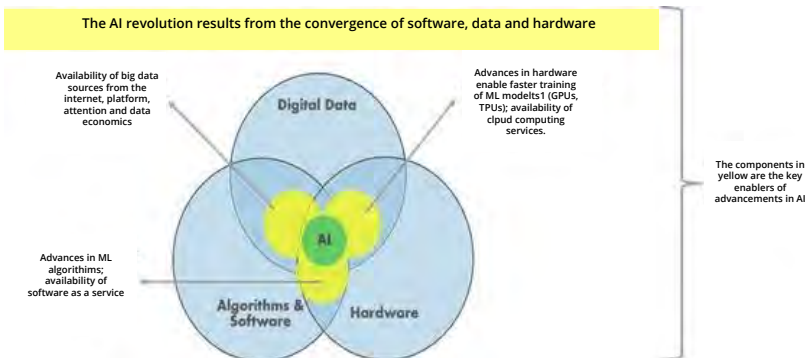 The AI revolution results from the convergence of software, data and hardware
Availability of big data
sources from the
internet, platform,
attention and data
economics
Advances in hardware
enable faster training
of ML modelts1 (GPUs,
TPUs); availability of
clpud computing
services.
Digital Data
The components in
yellow are the key
enablers of
advancements in AI
AI
Advances in ML
algorithims;
availability of
software as a service
Algorithms &
Software
Hardware